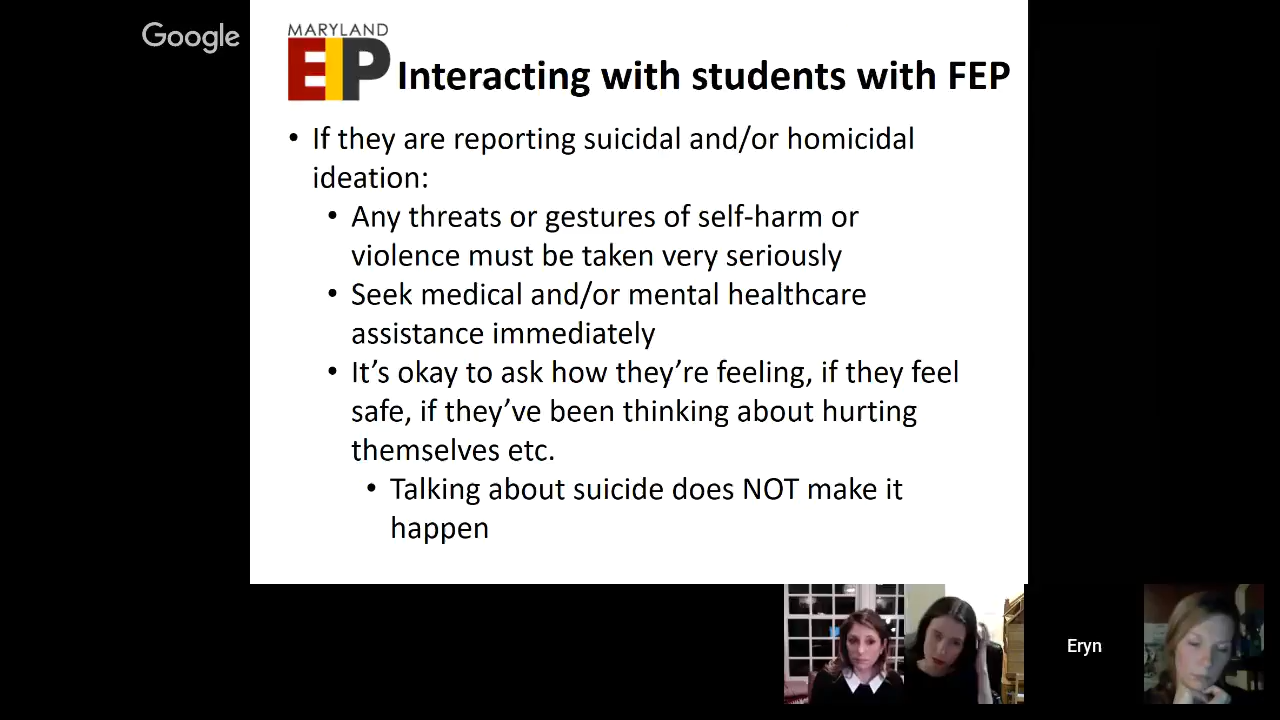 Google
MARYLAND
EIP
Interacting with students with FEP
• If they are reporting suicidal and/or homicidal
ideation:
• Any threats or gestures of self-harm or
violence must be taken very seriously
• Seek medical and/or mental healthcare
assistance immediately
• It’s okay to ask how they’re feeling, if they feel
safe, if they’ve been thinking about hurting
themselves etc.
• Talking about suicide does NOT make it
happen
Eryn